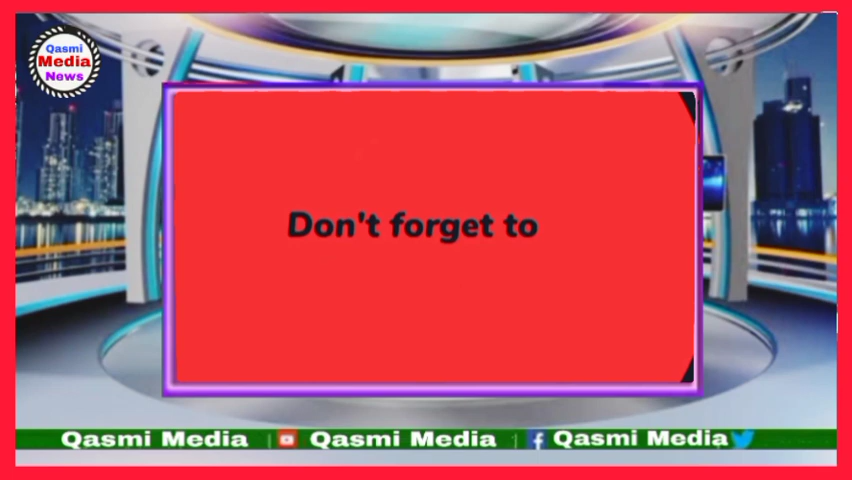 Qasmi
Media
News
Don't forget to
Qasmi Media | Qasmi Media | Qasmi Media